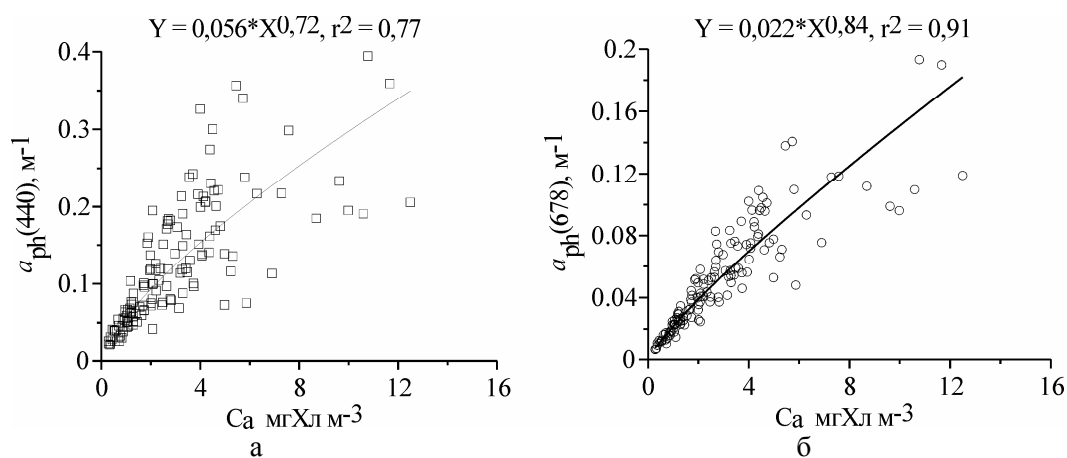 Y = 0,056*X0,72, r2 = 0,77
0.4
0.3
0.2
0.1
0
aph(440), м-1
0 4 8 12 16
Ca мгХл м-3
а
Y = 0,022*X0,84, r2 = 0,91
0.2
0.16
0.12
0.08
0.04
0
aph(678), м-1
0 4 8 12 16
Ca мгХл м-3
б